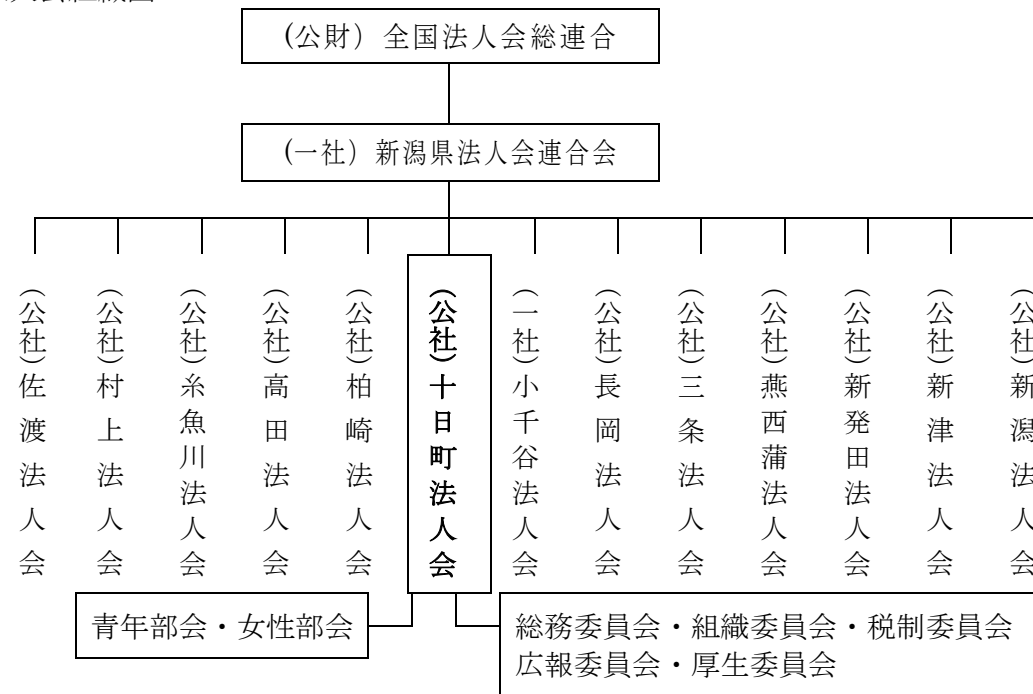 (公財）全国法人会総連合
(一社）新潟県法人会連合会
(公社)新潟法人会
(公社)新津法人会
(公社)新発田法人会
(公社)燕西蒲法人会
(公社)三条法人会
(公社)長岡法人会
(一社)小千谷法人会
(公社)十日町法人会
(公社)柏崎法人会
(公社)高田法人会
(公社)糸魚川法人会
(公社)村上法人会
(公社)佐渡法人会
青年部会・女性部会
総務委員会・組織委員会・税制委員会
広報委員会・厚生委員会